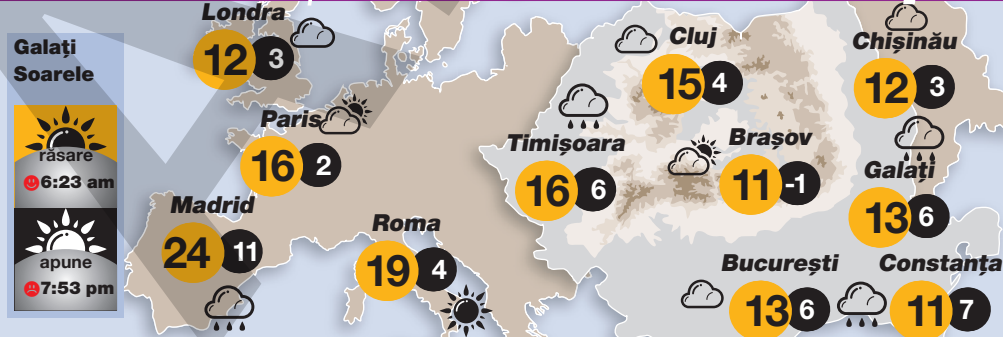 Galați
Soarele
răsare
6:23 am
apune
7:53 pm
Londra
12 3
Paris
16 2
Madrid
24 11
Roma
19 4
Timișoara
16 6
Cluj
15 4
Brașov
11 -1
București
13 6
Chișinău
12 3
Galați
13 6
Constanța
11 7